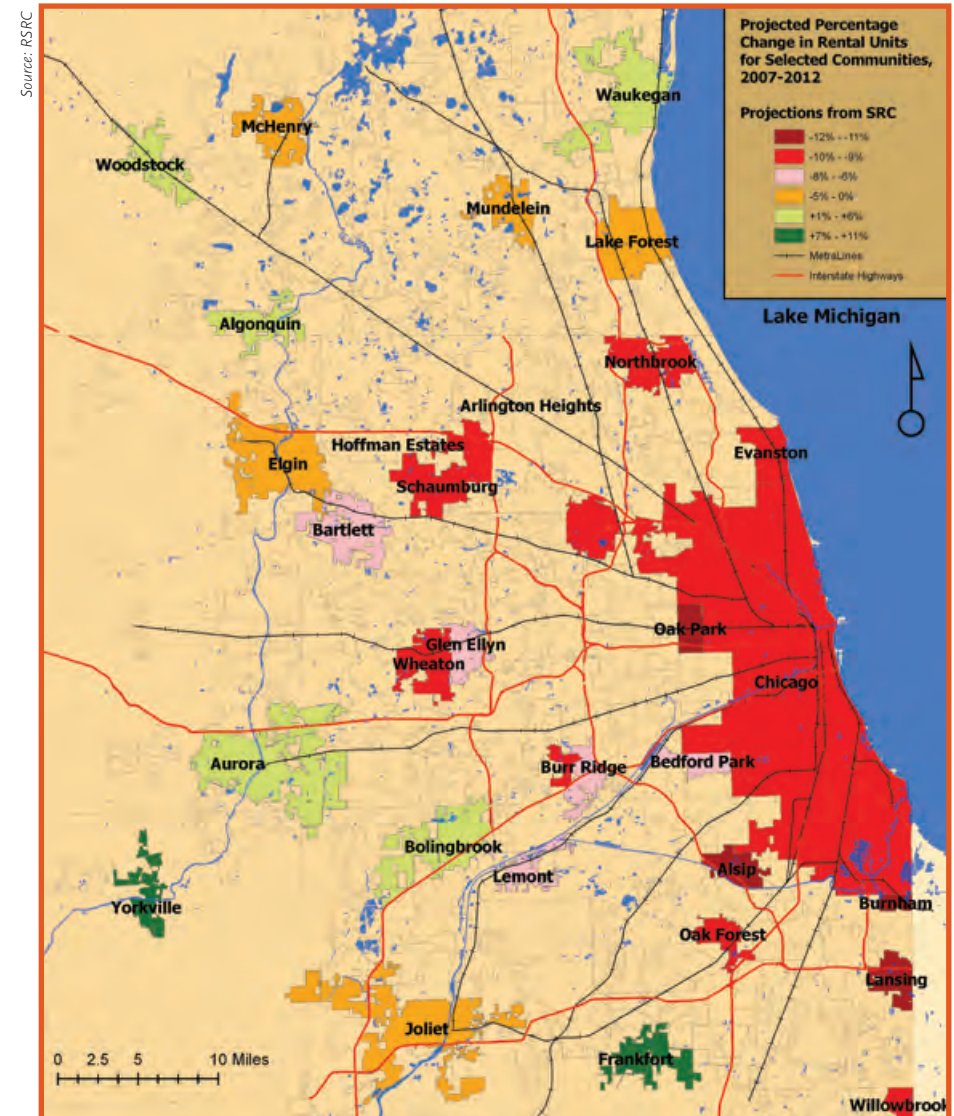 Source: RSRC
Projected Percentage
Change in Rental Units
for Selected Communities,
2007-2012
Projections from SRC
-12% - -11%
-10% - -9%
-8% - -6%
-5% - 0%
+1% - +6%
+7% - +11%
MetraLines
Interstate Highways
Waukegan
McHenry
Woodstock
Mundelein
Lake Forest
Lake Michigan
Algonquin
Northbrook
Arlington Heights
Hoffman Estates
Evanston
Elgin
Schaumburg
Bartlett
Oak Park
Glen Ellyn
Wheaton
Chicago
Aurora
Burr Ridge
Bedford Park
Bolingbrook
Lemont
Alsip
Yorkville
Burnham
Oak Forest
Lansing
Joliet
Frankfort
0 2.5 5 10 Miles
Willowbrook